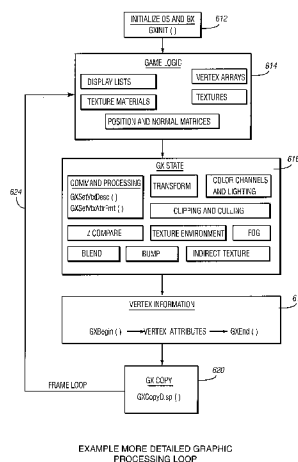 INITIALIZE OS AND GX
GXINIT ( )
612
GAME LOGIC
614
DISPLAY LISTS
VERTEX ARRAYS
TEXTURE MATERIALS
TEXTURES
POSITION AND NORMAL MATRICES
624
GX STATE
616
COMMAND PROCESSING
GXSetVtxDesc ( )
GXSetVtxAttrFmt ( )
TRANSFORM
COLOR CHANNELS
AND LIGHTING
CLIPPING AND CULLING
Z COMPARE
TEXTURE ENVIRONMENT
FOG
BLEND
BUMP
INDIRECT TEXTURE
VERTEX INFORMATION
6
GXBegin ( )
VERTEX ATTRIBUTES
GXEnd ( )
FRAME LOOP
GX COPY
GXCopyD.sp ( )
620
EXAMPLE MORE DETAILED GRAPHIC
PROCESSING LOOP